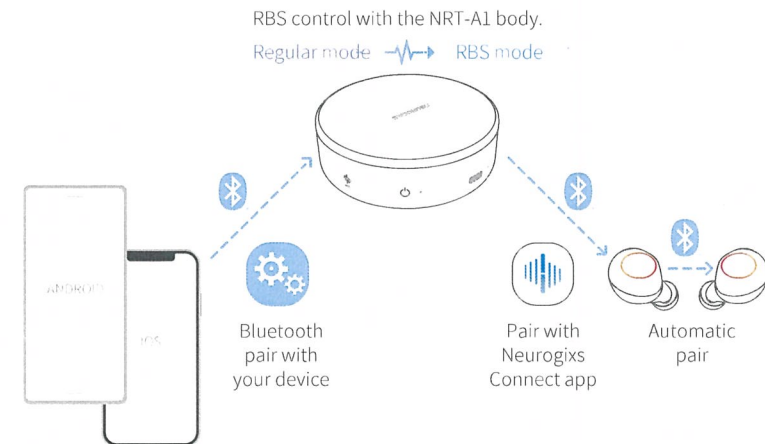 RBS control with the NRT-A1 body.
Regular mode RBS mode
ANDROID
iOS
Bluetooth
pair with
your device
Pair with
Neurogixs
Connect app
Automatic
pair